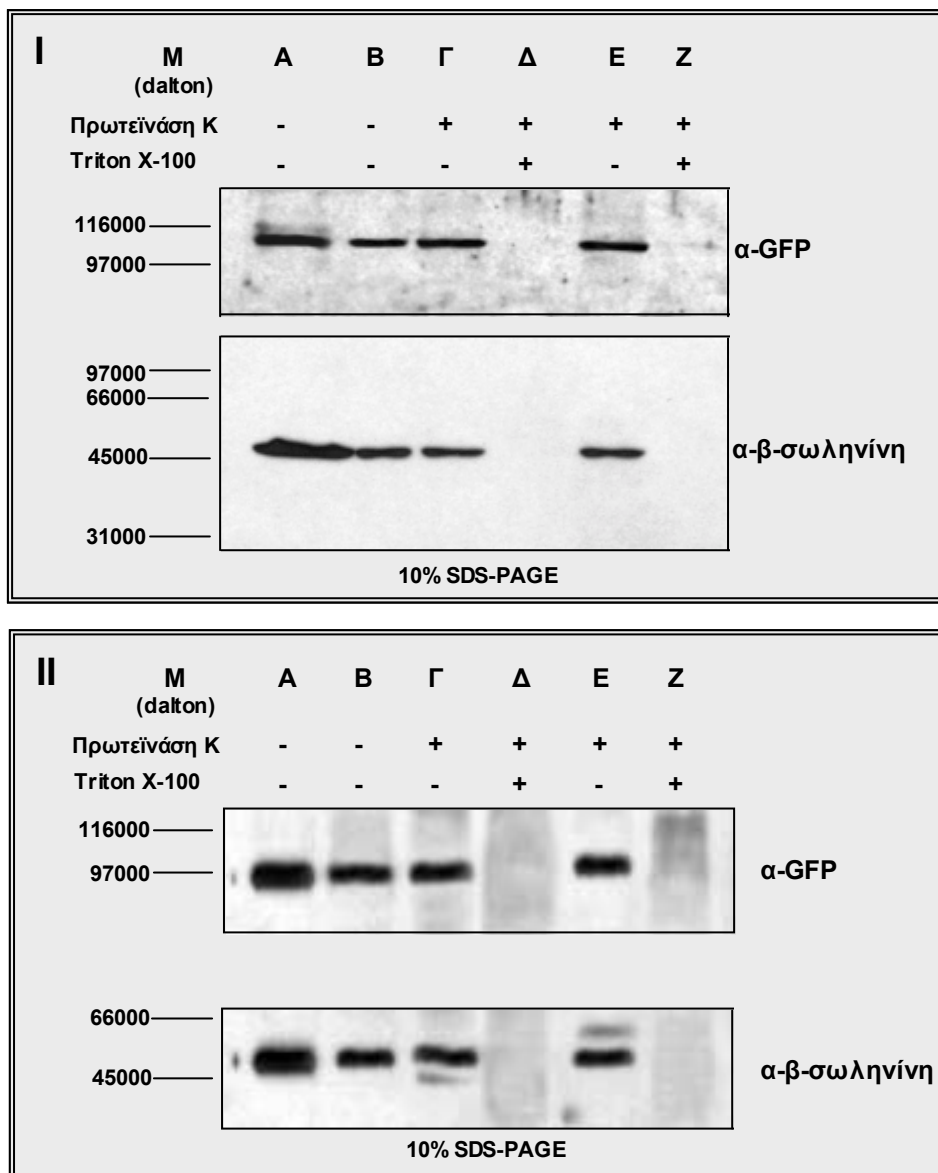 I
M A B Γ Δ E Z
(dalton)
Πρωτεϊνάση Κ - - + + + +
Triton X-100 - - - + - +
116000
97000
α-GFP
97000
66000
45000
31000
α-β-σωληνίνη
10% SDS-PAGE
II
M A B Γ Δ E Z
(dalton)
Πρωτεϊνάση Κ - - + + + +
Triton X-100 - - - + - +
116000
97000
α-GFP
66000
45000
α-β-σωληνίνη
10% SDS-PAGE